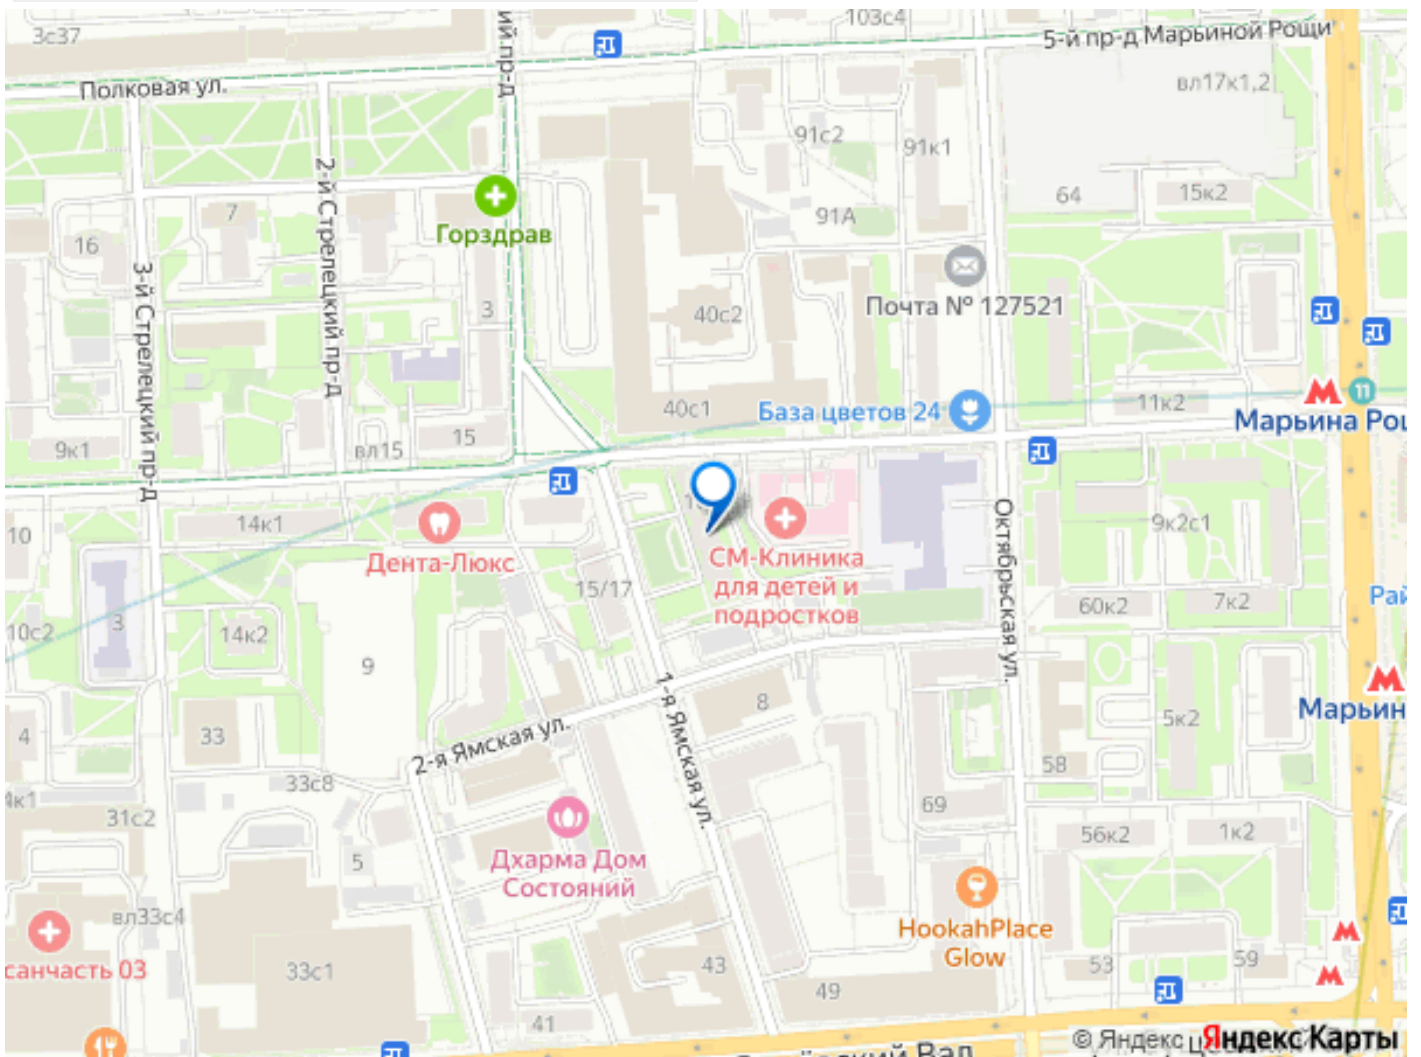 3с37
103с4
5-й пр-д Марьиной Рощи
Полковая ул.
вл17к1,2
91с2
91к1
2-й Стрелецкий пр-д
64
15к2
7
91А
Горздрав
16
3-й Стрелецкий пр-д
3
40с2
Почта № 127521
40с1
База цветов 24
11к2
11
Марьина Рощ
9к1
вл15
15
10
14к1
Дента-Люкс
СМ-Клиника
для детей и
подростков
Октябрьская ул.
9к2с1
15/17
60к2
7к2
Рай
10с2
3
14к2
9
1-я Ямская ул.
8
Марьин
4
33
2-я Ямская ул.
5к2
58
33с8
4к1
31с2
69
56к2
1к2
5
Дхарма Дом
Состояний
вл33с4
HookahPlace
Glow
санчасть 03
33с1
43
49
53
59
41
© Яндекс
Яндекс Карты